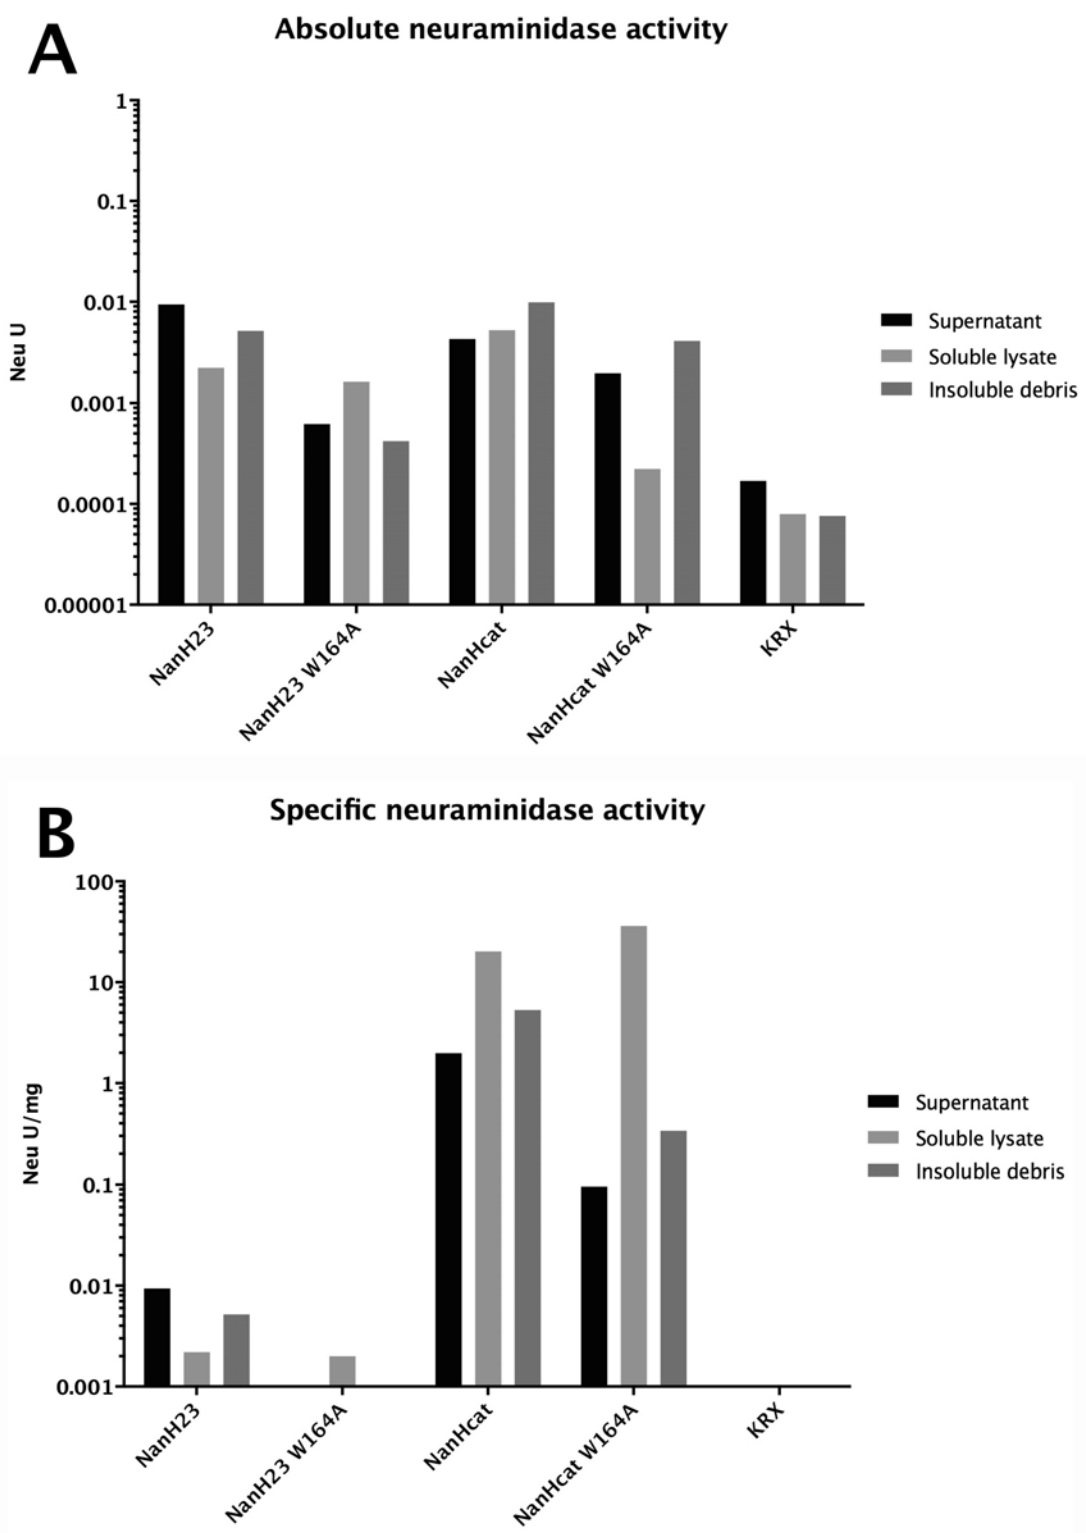 A
Absolute neuraminidase activity
1
0.1
0.01
0.001
0.0001
0.00001
Neu U
NanH23
NanH23 W164A
NanHcat
NanHcat W164A
KRX
Supernatant
Soluble lysate
Insoluble debris
B
Specific neuraminidase activity
100
10
1
0.1
0.01
0.001
Neu U/mg
NanH23
NanH23 W164A
NanHcat
NanHcat W164A
KRX
Supernatant
Soluble lysate
Insoluble debris